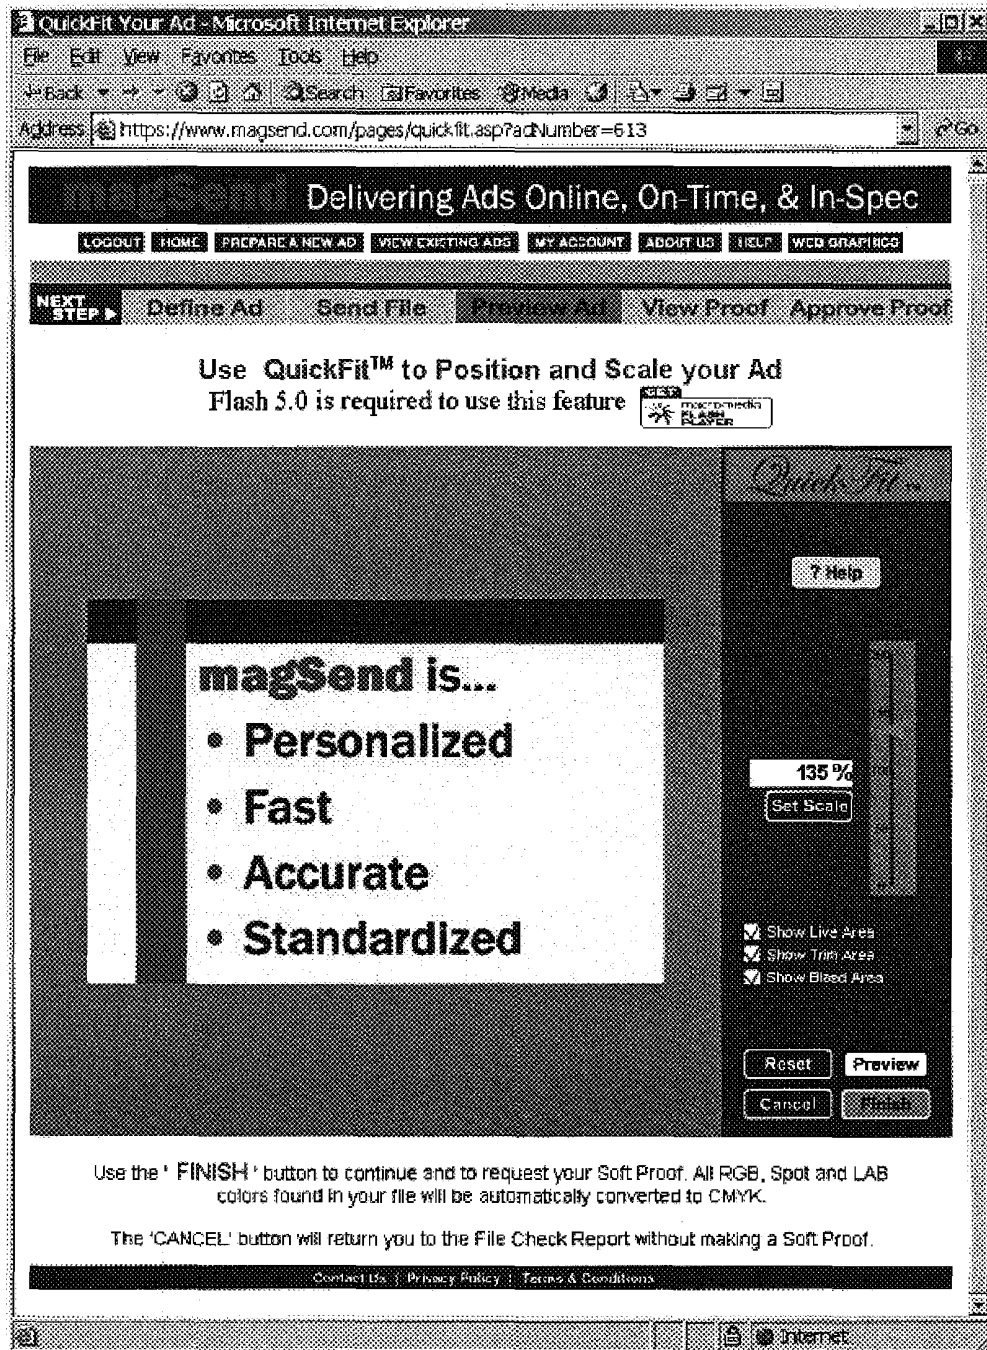 QuickFit Your Ad - Microsoft Internet Explorer
File Edit View Favorites Tools Help
Back Search Favorites Media
Address https://www.magsend.com/pages/quickfit.asp?adNumber=613 Go
magSend Delivering Ads Online, On-Time, & In-Spec
LOGOUT HOME PREPARE A NEW AD VIEW EXISTING ADS MY ACCOUNT ABOUT US HELP WEB GRAPHICS
NEXT STEP Define Ad Send File Preview Ad View Proof Approve Proof
Use QuickFit™ to Position and Scale your Ad
Flash 5.0 is required to use this feature
macromedia
FLASH
PLAYER
QuickFit
? Help
magSend is...
• Personalized
• Fast
• Accurate
• Standardized
135 %
Set Scale
Show Live Area
Show Trim Area
Show Bleed Area
Reset Preview
Cancel Finish
Use the ' FINISH ' button to continue and to request your Soft Proof. All RGB, Spot and LAB
colors found in your file will be automatically converted to CMYK.
The 'CANCEL' button will return you to the File Check Report without making a Soft Proof.
Contact Us | Privacy Policy | Terms & Conditions
Internet